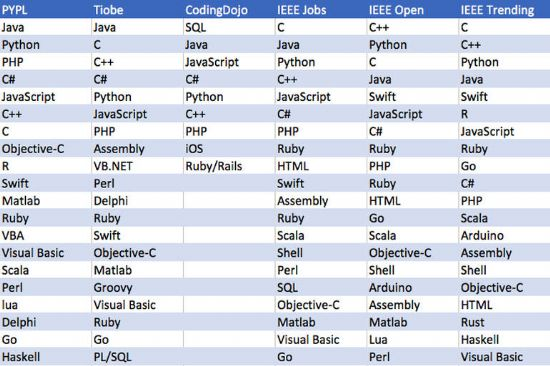 PYPL Tiobe CodingDojo IEEE Jobs IEEE Open IEEE Trending
Java Java SQL C C++ C
Python C Java Java Python C++
PHP C++ JavaScript Python C Python
C# C# C# C++ Java Java
JavaScript Python Python JavaScript Swift Swift
C++ JavaScript C++ C# JavaScript R
C PHP PHP PHP C# JavaScript
Objective-C Assembly iOS Ruby Ruby Ruby
R VB.NET Ruby/Rails HTML PHP Go
Swift Perl Swift Ruby C#
Matlab Delphi Assembly HTML PHP
Ruby Ruby Ruby Go Scala
VBA Swift Scala Scala Arduino
Visual Basic Objective-C Shell Objective-C Assembly
Scala Matlab Perl Shell Shell
Perl Groovy SQL Arduino Objective-C
lua Visual Basic Objective-C Assembly HTML
Delphi Ruby Matlab Matlab Rust
Go Go Visual Basic Lua Haskell
Haskell PL/SQL Go Perl Visual Basic